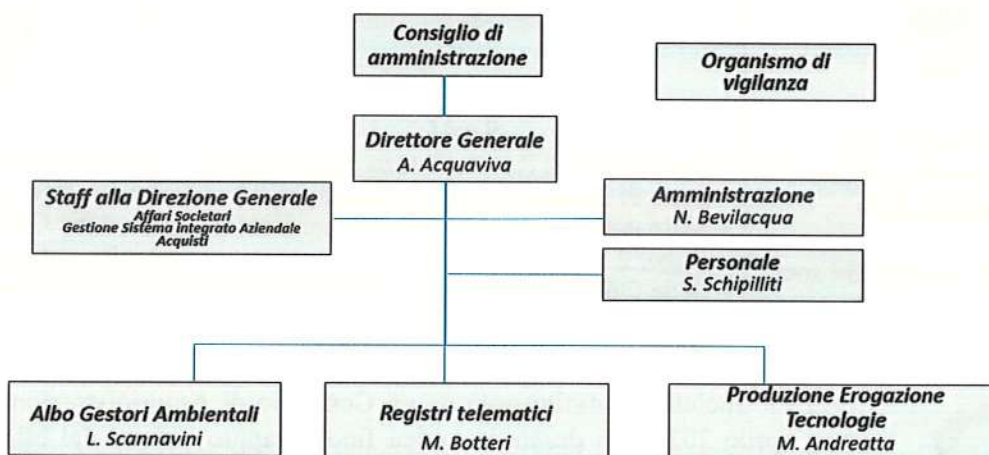 Consiglio di
amministrazione
Organismo di
vigilanza
Direttore Generale
A. Acquaviva
Staff alla Direzione Generale
Affari Societari
Gestione Sistema integrato Aziendale
Acquisti
Amministrazione
N. Bevilacqua
Personale
S. Schipilliti
Albo Gestori Ambientali
L. Scannavini
Registri telematici
M. Botteri
Produzione Erogazione
Tecnologie
M. Andreatta